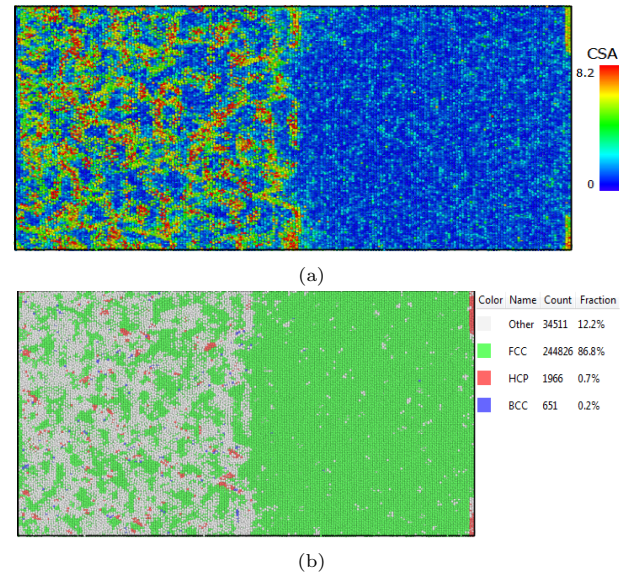 CSA
8.2
0
(a)
Color Name Count Fraction
Other 34511 12.2%
FCC 244826 86.8%
HCP 1966 0.7%
BCC 651 0.2%
(b)